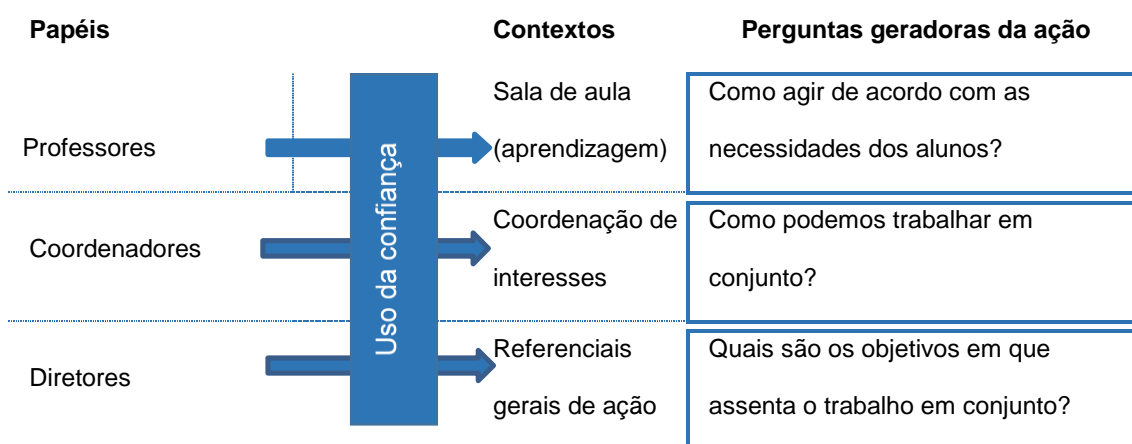 Papéis Contextos Perguntas geradoras da ação
Sala de aula
(aprendizagem)
Como agir de acordo com as
necessidades dos alunos?
Professores
Uso da confiança
Coordenadores
Coordenação de
interesses
Como podemos trabalhar em
conjunto?
Diretores
Referenciais
gerais de ação
Quais são os objetivos em que
assenta o trabalho em conjunto?